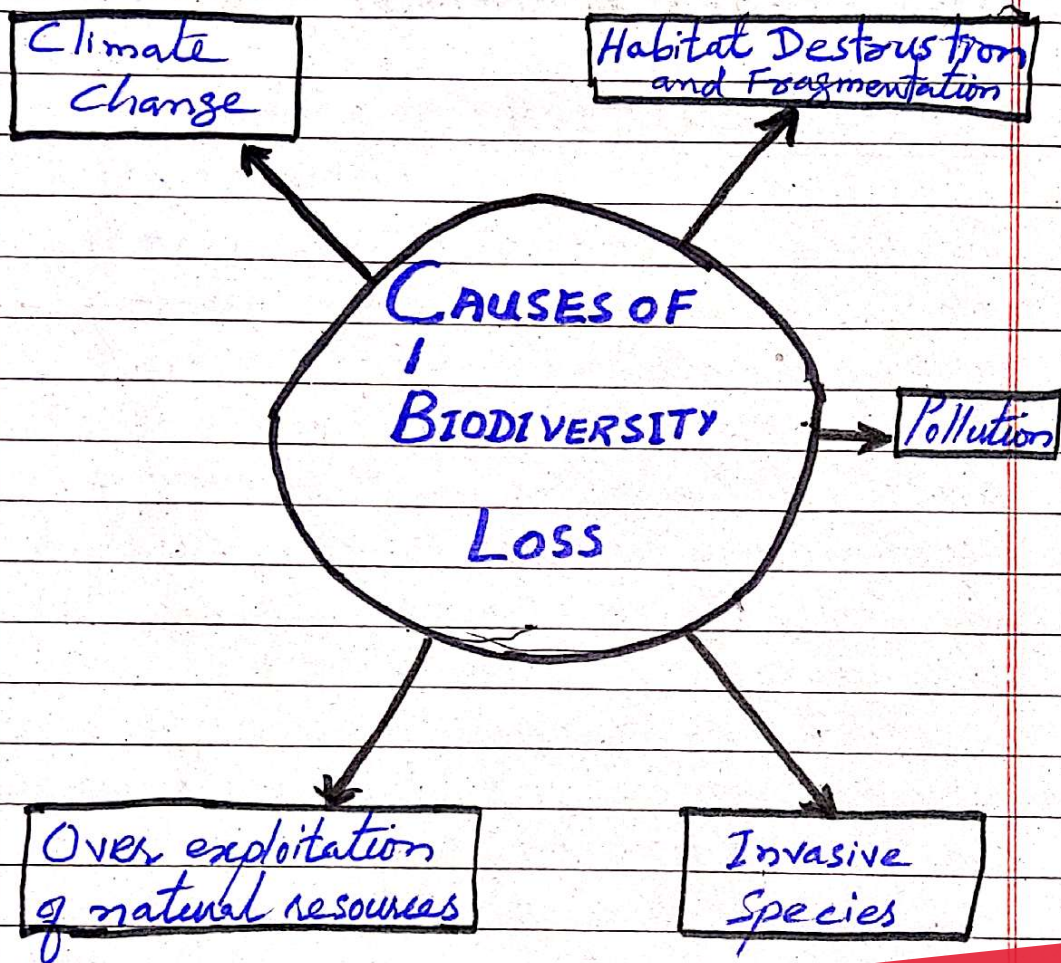 Climate
Change
Habitat Destrustion
and Fragmentation
CAUSES OF
BIODIVERSITY
LOSS
Pollution
Over exploitation
of natural resources
Invasive
Species